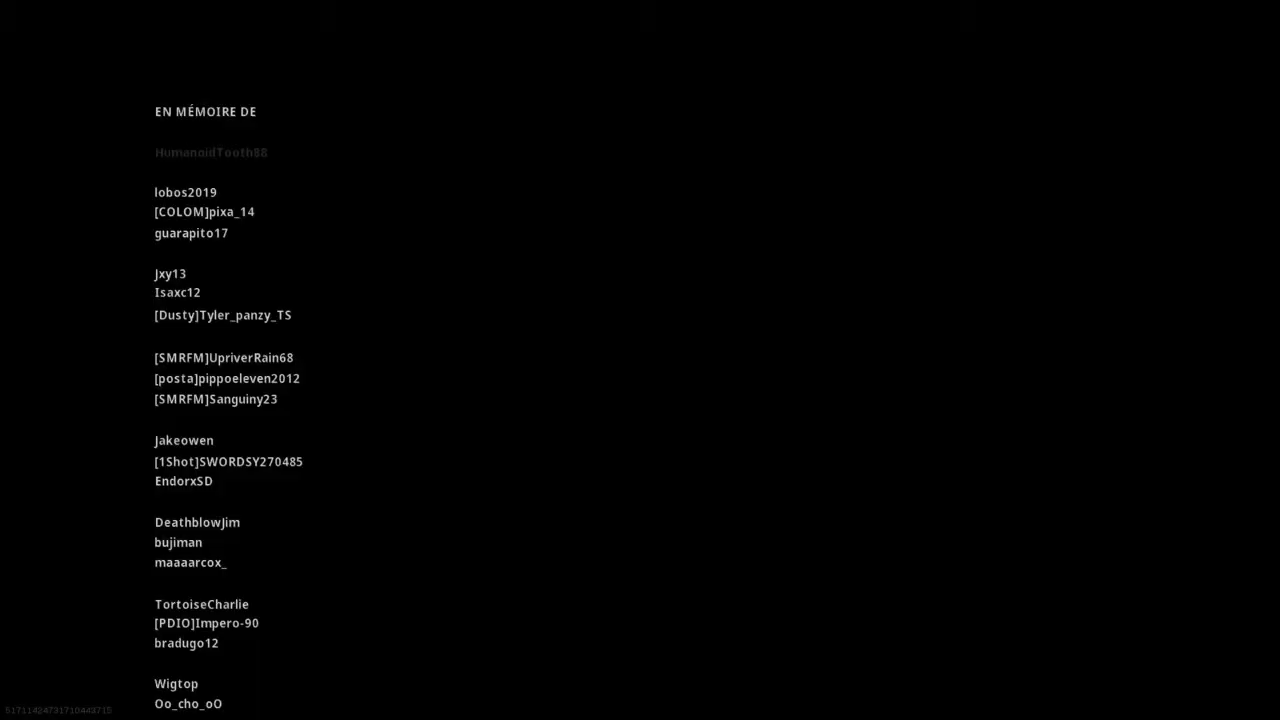 EN MÉMOIRE DE
HumanoidTooth88
lobos2019
[COLOM]pixa_14
guarapito17
Jxy13
Isaxc12
[Dusty]Tyler_panzy_TS
[SMRFM]UpriverRain68
[posta]pippoeleven2012
[SMRFM]Sanguiny23
Jakeowen
[1Shot]SWORDSY270485
EndorxSD
DeathblowJim
bujiman
maaaarcox_
TortoiseCharlie
[PDIO]Impero-90
bradugo12
Wigtop
Oo_cho_oO